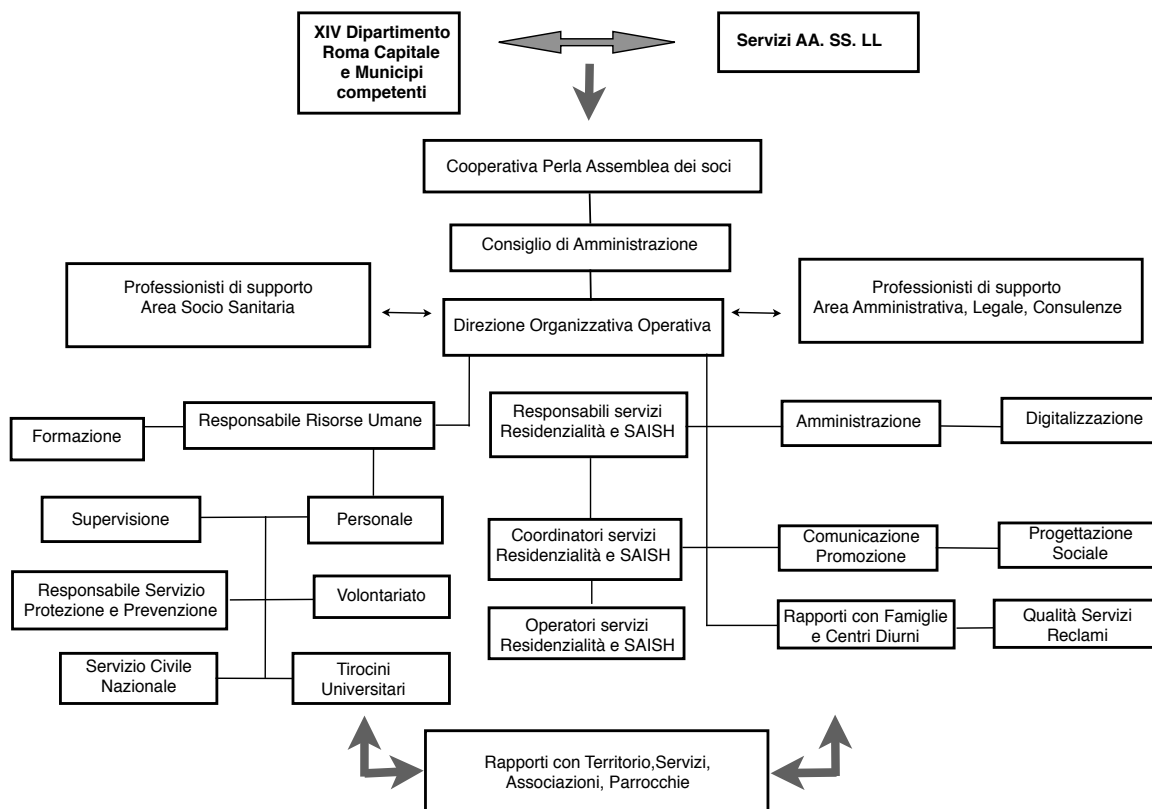 XIV Dipartimento
Roma Capitale
e Municipi
competenti
Servizi AA. SS. LL
Cooperativa Perla Assemblea dei soci
Consiglio di Amministrazione
Professionisti di supporto
Area Socio Sanitaria
Direzione Organizzativa Operativa
Professionisti di supporto
Area Amministrativa, Legale, Consulenze
Formazione
Responsabile Risorse Umane
Responsabili servizi
Residenzialità e SAISH
Amministrazione
Digitalizzazione
Supervisione
Personale
Coordinatori servizi
Residenzialità e SAISH
Comunicazione
Promozione
Progettazione
Sociale
Responsabile Servizio
Protezione e Prevenzione
Volontariato
Operatori servizi
Residenzialità e SAISH
Rapporti con Famiglie
e Centri Diurni
Qualità Servizi
Reclami
Servizio Civile
Nazionale
Tirocini
Universitari
Rapporti con Territorio,Servizi,
Associazioni, Parrocchie